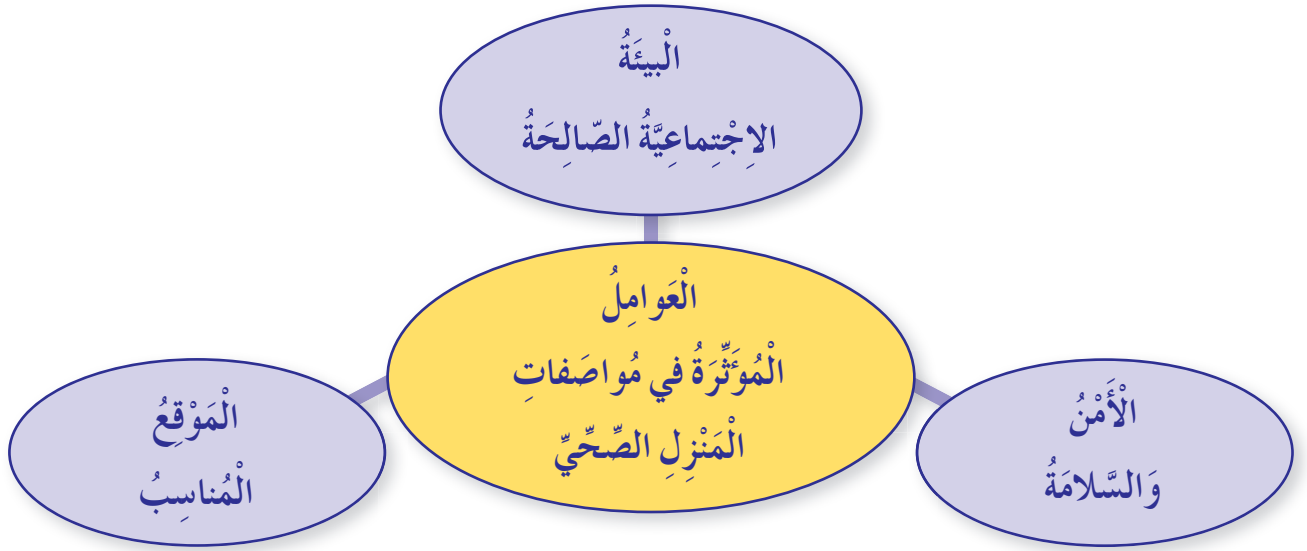 الْبيئَةُ
الاِجْتِماعِيَّةُ الصّالِحَةُ
الْعَوامِلُ
الْمُؤَثِّرَةُ في مُواصَفاتِ
الْمَنْزِلِ الصِّحِّيِّ
الْأَمْنُ
وَالسَّلامَةُ
الْمَوْقِعُ
الْمُناسِبُ